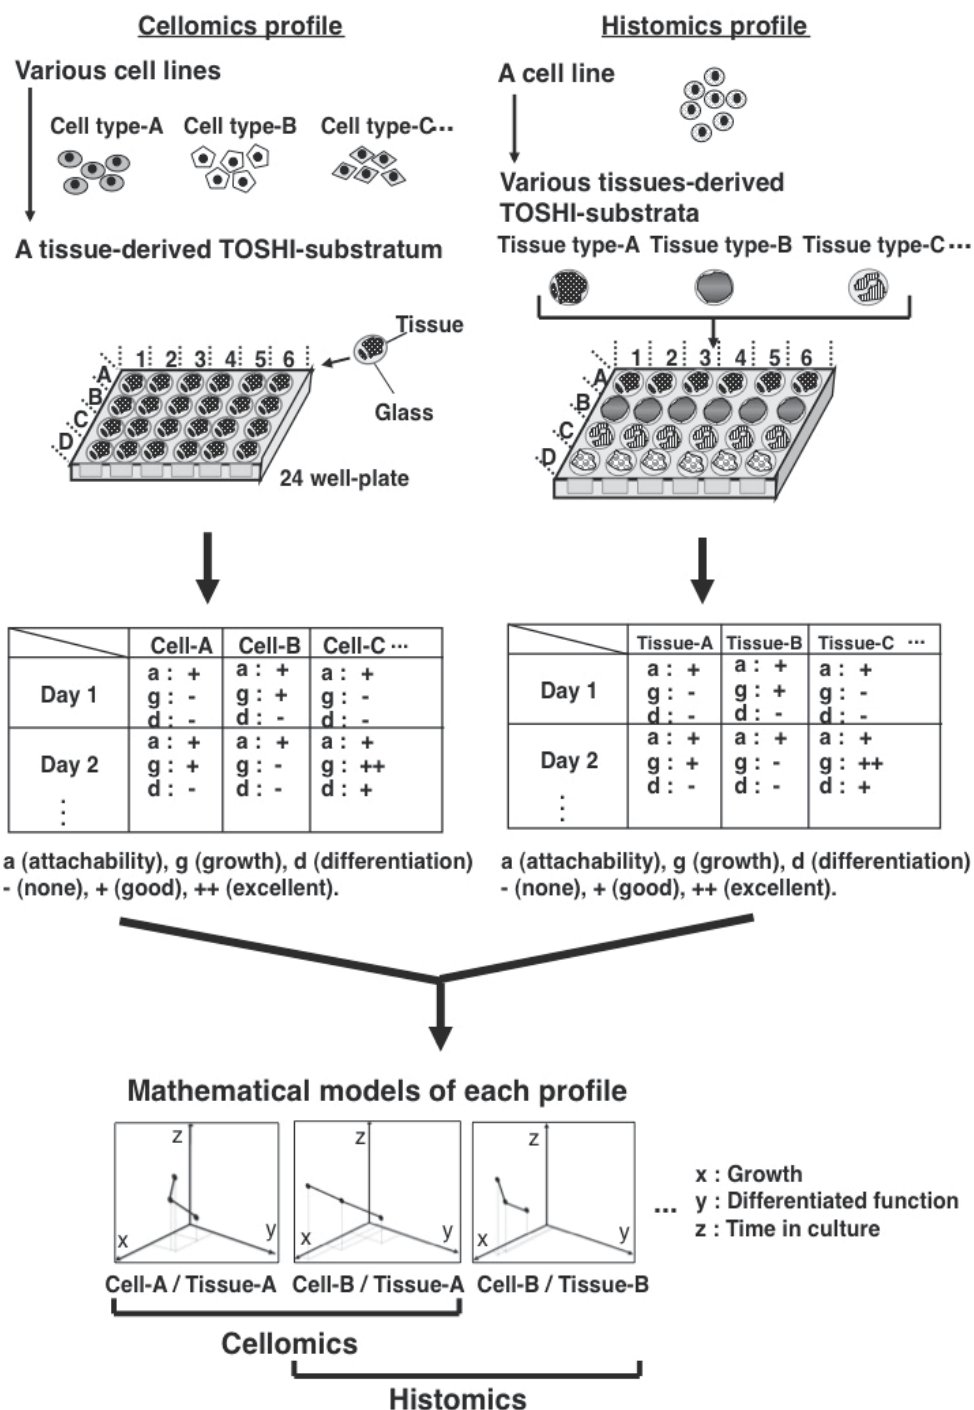 Cellomics profile
Various cell lines
Cell type-A Cell type-B Cell type-C···
A tissue-derived TOSHI-substratum
Tissue
Glass
1 2 3 4 5 6
A
B
C
D
24 well-plate
Histomics profile
A cell line
Various tissues-derived
TOSHI-substrata
Tissue type-A Tissue type-B Tissue type-C ···
1 2 3 4 5 6
A
B
C
D
Cell-A Cell-B Cell-C ···
Day 1
a : + a : + a : +
g : - g : + g : -
d : - d : - d : -
Day 2
a : + a : + a : +
g : + g : - g : ++
d : - d : - d : +
a (attachability), g (growth), d (differentiation)
- (none), + (good), ++ (excellent).
Tissue-A Tissue-B Tissue-C ···
Day 1
a : + a : + a : +
g : - g : + g : -
d : - d : - d : -
Day 2
a : + a : + a : +
g : + g : - g : ++
d : - d : - d : +
a (attachability), g (growth), d (differentiation)
- (none), + (good), ++ (excellent).
Mathematical models of each profile
z x y
z x y
z x y
...
x : Growth
y : Differentiated function
z : Time in culture
Cell-A / Tissue-A Cell-B / Tissue-A Cell-B / Tissue-B
Cellomics
Histomics